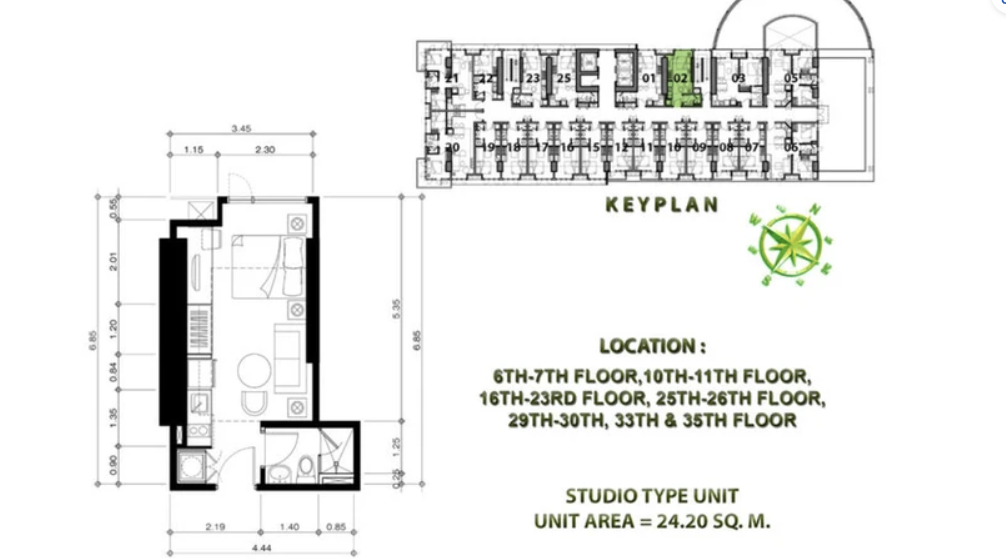 21 22 23 25 01 02 03 05
20 19 18 17 16 15 12 11 10 09 08 07 06
KEYPLAN
N
E
W
S
3.45
1.15 2.30
0.55
2.01
1.20
0.84
1.35
0.90
6.85
5.35
6.85
1.25
0.25
2.19 1.40 0.85
4.44
LOCATION :
6TH-7TH FLOOR,10TH-11TH FLOOR,
16TH-23RD FLOOR, 25TH-26TH FLOOR,
29TH-30TH, 33TH & 35TH FLOOR
STUDIO TYPE UNIT
UNIT AREA = 24.20 SQ. M.